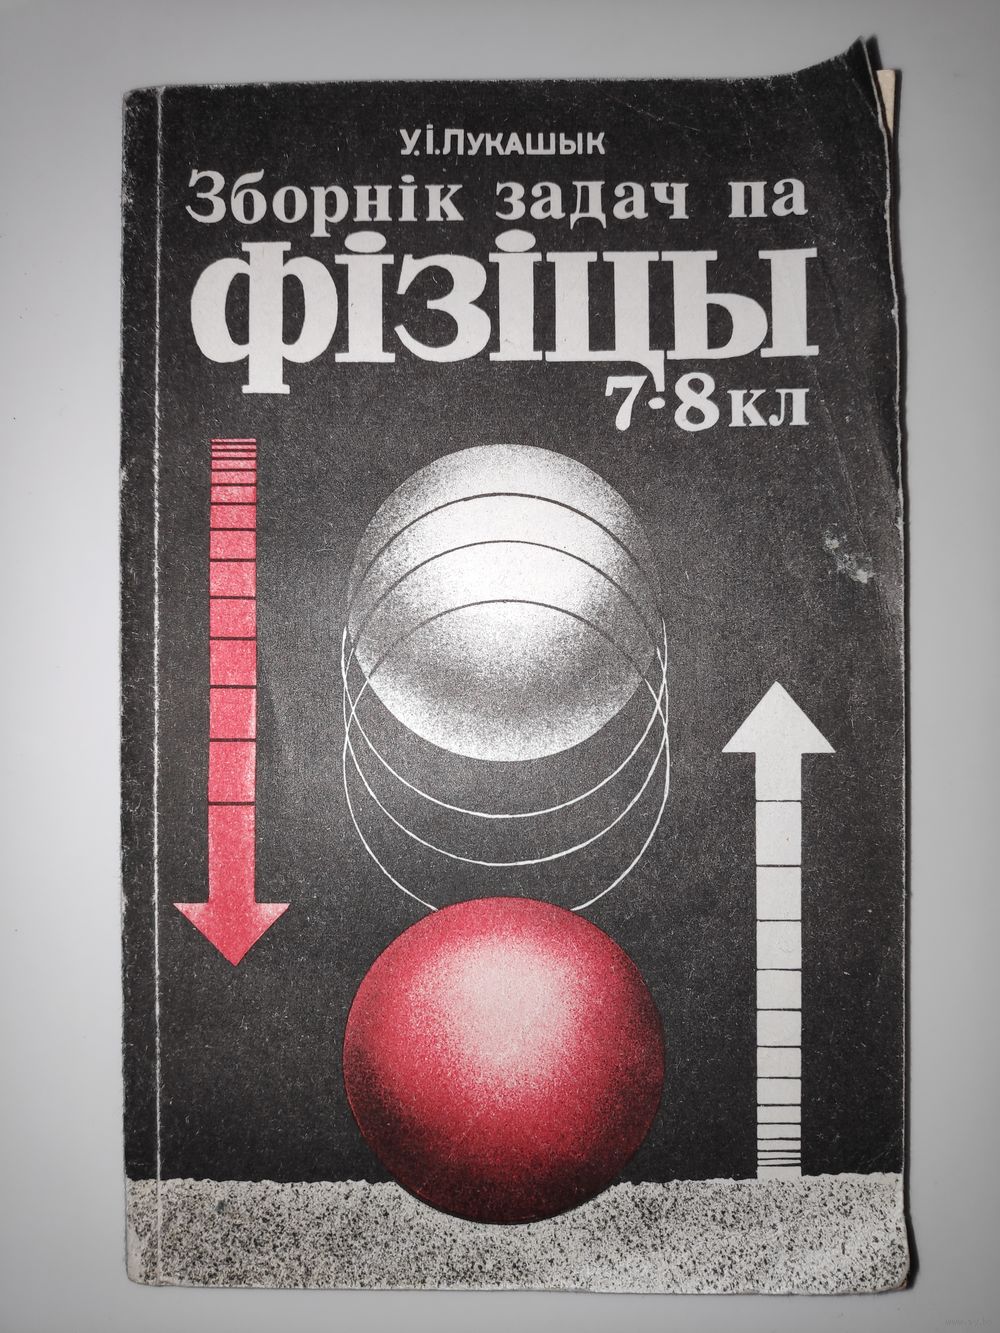 У.І.ЛУКАШЫК
Зборнік задач па
фізіцы
7-8 кл